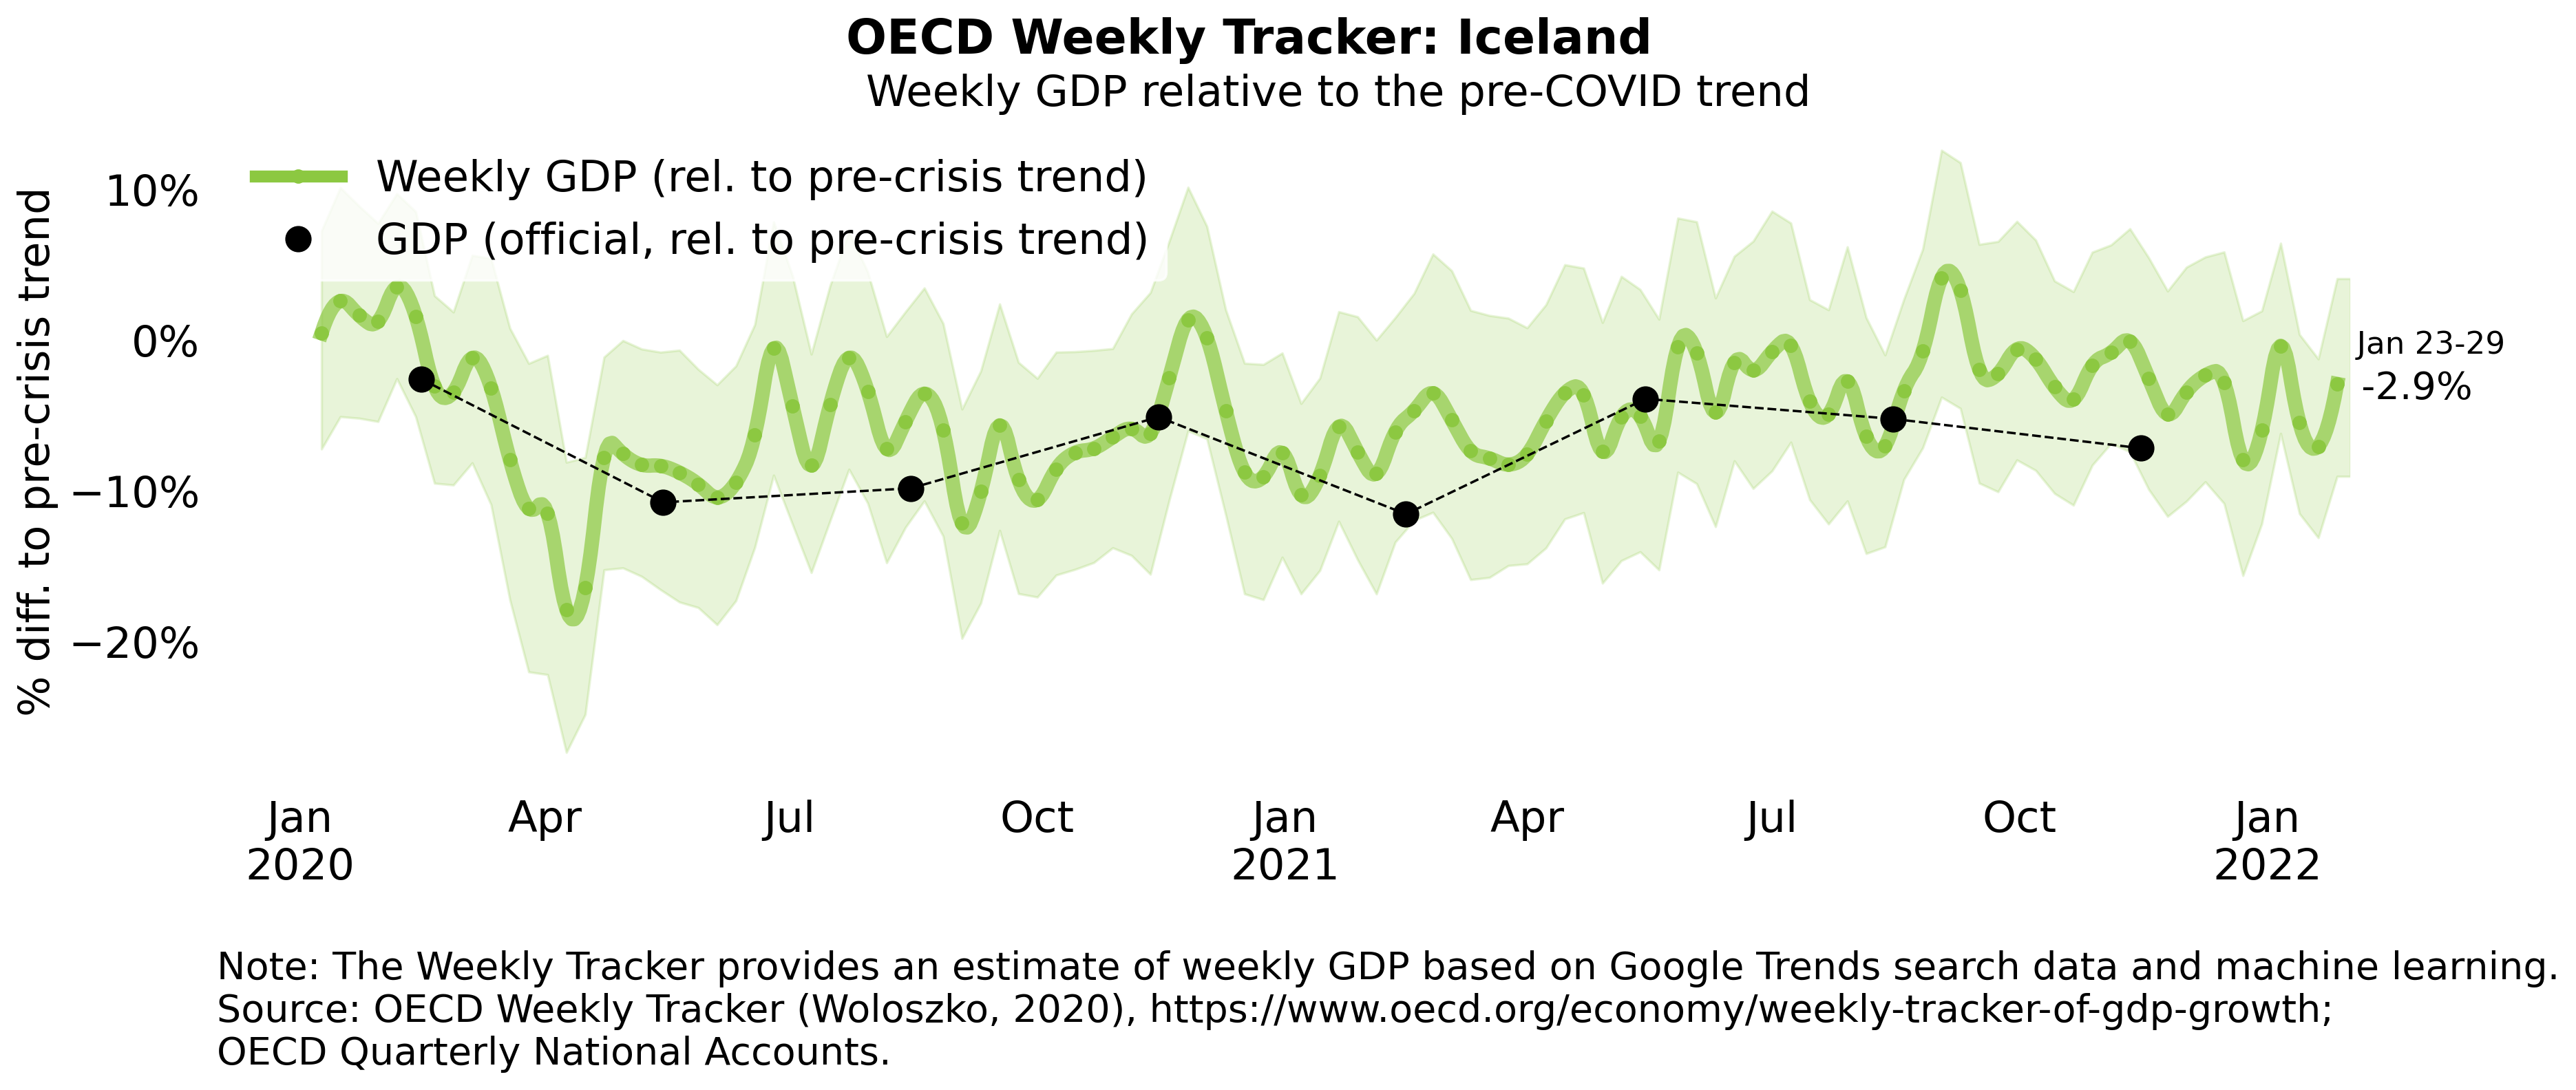 OECD Weekly Tracker: Iceland
Weekly GDP relative to the pre-COVID trend
Weekly GDP (rel. to pre-crisis trend)
GDP (official, rel. to pre-crisis trend)
% diff. to pre-crisis trend
10%
0%
−10%
−20%
Jan 23-29
-2.9%
Jan Apr Jul Oct Jan Apr Jul Oct Jan
2020 2021 2022
Note: The Weekly Tracker provides an estimate of weekly GDP based on Google Trends search data and machine learning.
Source: OECD Weekly Tracker (Woloszko, 2020), https://www.oecd.org/economy/weekly-tracker-of-gdp-growth;
OECD Quarterly National Accounts.